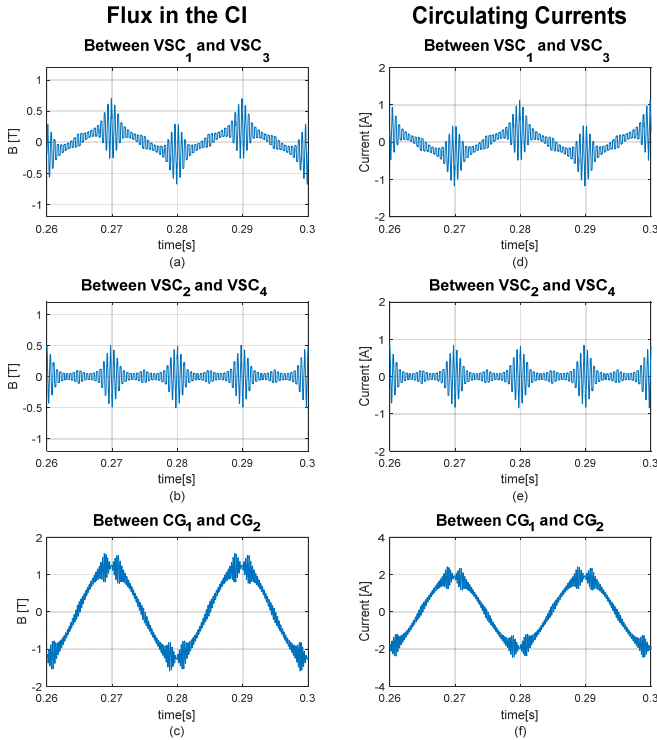 Flux in the CI
Circulating Currents
Between VSC1 and VSC3
1
0.5
0
-0.5
-1
B [T]
0.26 0.27 0.28 0.29 0.3
time[s]
(a)
Between VSC1 and VSC3
2
1
0
-1
-2
Current [A]
0.26 0.27 0.28 0.29 0.3
time[s]
(d)
Between VSC2 and VSC4
1
0.5
0
-0.5
-1
B [T]
0.26 0.27 0.28 0.29 0.3
time[s]
(b)
Between VSC2 and VSC4
2
1
0
-1
-2
Current [A]
0.26 0.27 0.28 0.29 0.3
time[s]
(e)
Between CG1 and CG2
2
1
0
-1
-2
B [T]
0.26 0.27 0.28 0.29 0.3
time[s]
(c)
Between CG1 and CG2
4
2
0
-2
-4
Current [A]
0.26 0.27 0.28 0.29 0.3
time[s]
(f)